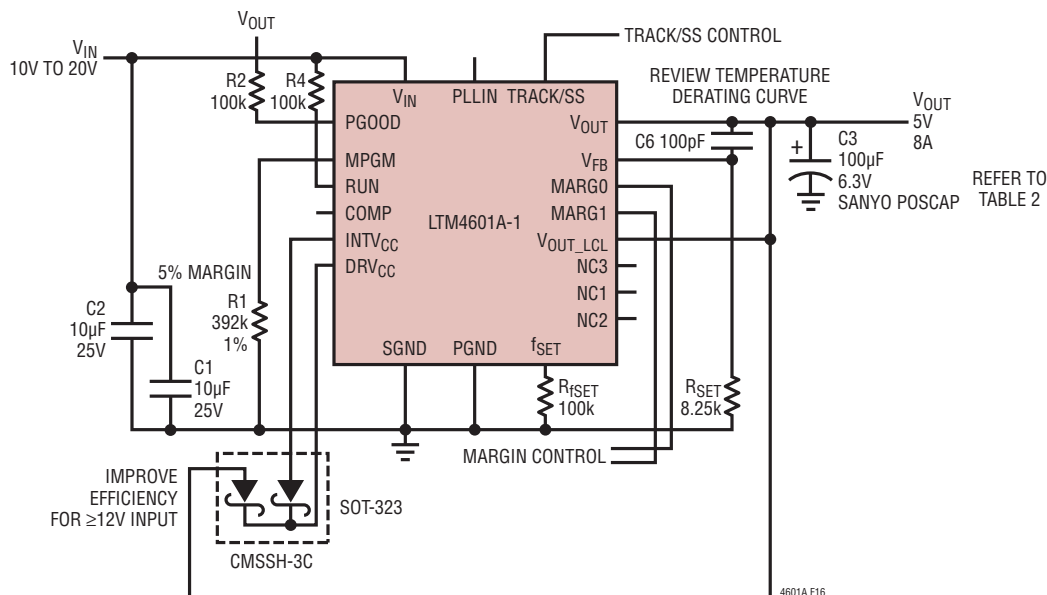 VOUT
VIN
10V TO 20V
R2
100k
R4
100k
TRACK/SS CONTROL
REVIEW TEMPERATURE
DERATING CURVE
VIN
PLLIN
TRACK/SS
PGOOD
MPGM
RUN
COMP
INTVCC
DRVCC
LTM4601A-1
VOUT
VFB
MARG0
MARG1
VOUT_LCL
NC3
NC1
NC2
SGND
PGND
fSET
C6 100pF
VOUT
5V
8A
+
C3
100µF
6.3V
SANYO POSCAP
REFER TO
TABLE 2
5% MARGIN
R1
392k
1%
C2
10µF
25V
C1
10µF
25V
RfSET
100k
RSET
8.25k
MARGIN CONTROL
IMPROVE
EFFICIENCY
FOR ≥12V INPUT
SOT-323
CMSSH-3C
4601A F16